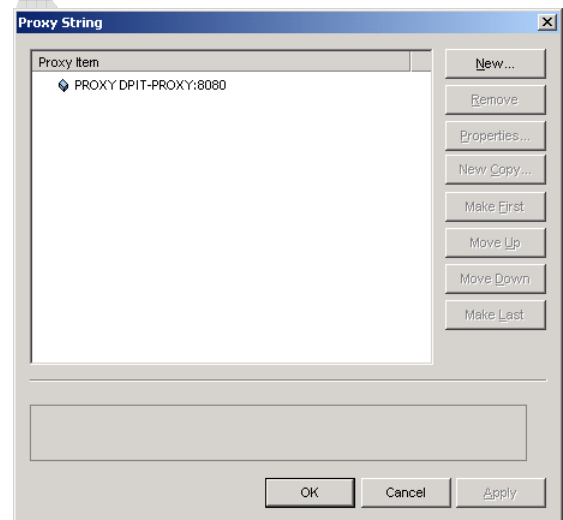 Proxy String
Proxy Item
PROXY DPIT-PROXY:8080
New...
Remove
Properties...
New Copy...
Make First
Move Up
Move Down
Make Last
OK Cancel Apply